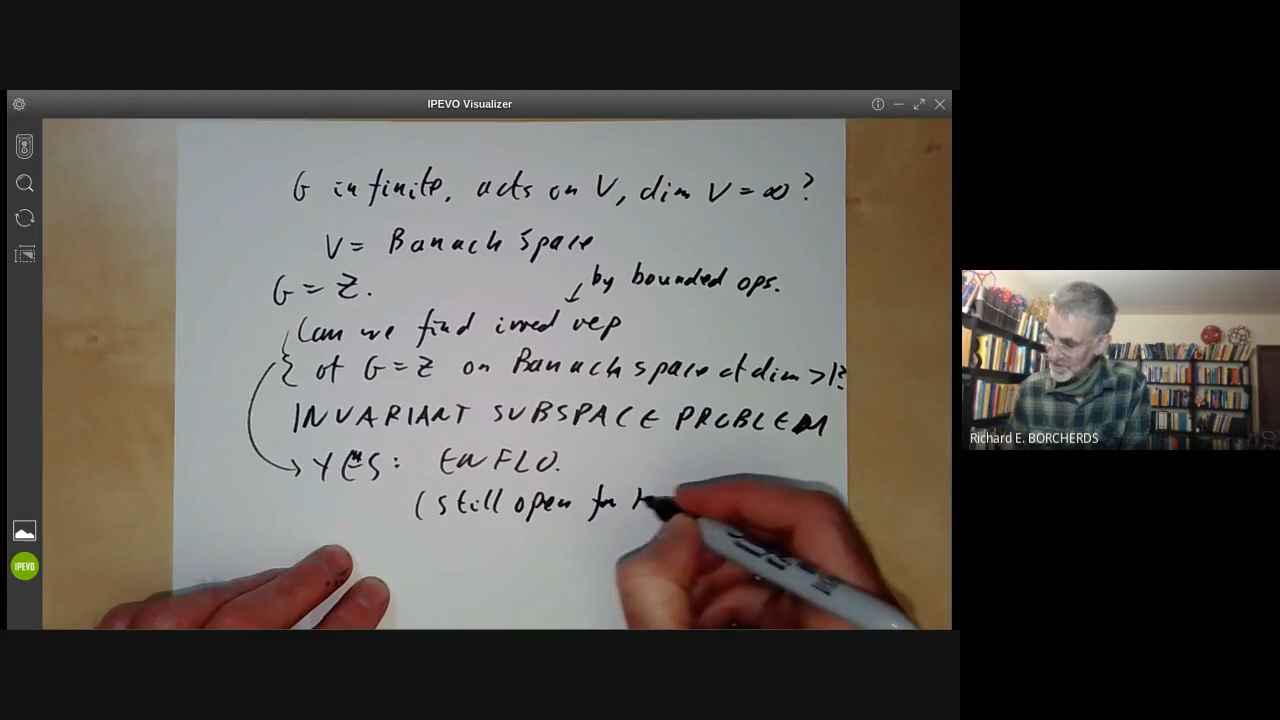 IPEVO Visualizer
G infinite, acts on V, dim V = ∞ ?
V = Banach Space
by bounded ops.
G = Z.
Can we find irred rep
of G = Z on Banach space of dim > 1?
INVARIANT SUBSPACE PROBLEM
YES: ENFLO.
(still open for
IPEVO
Richard E. BORCHERDS